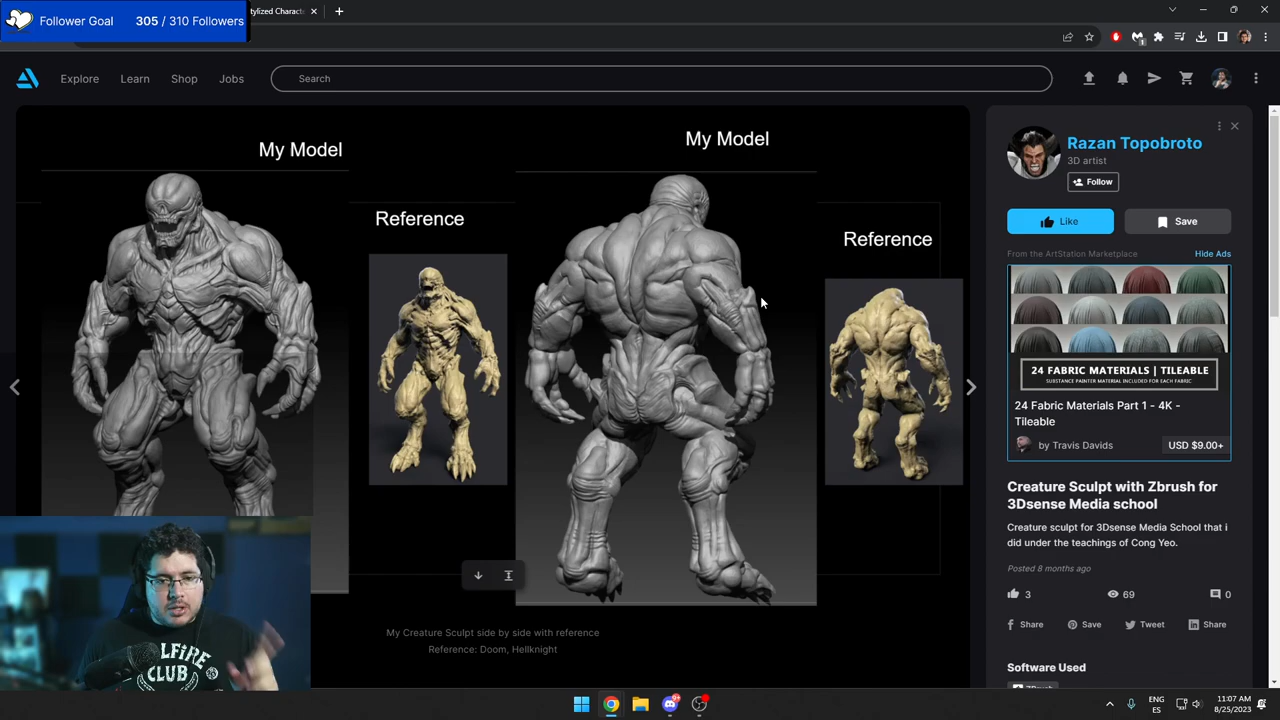 Follower Goal 305 / 310 Followers
tylized Characte
Explore Learn Shop Jobs Search
My Model
My Model
Reference
Reference
My Creature Sculpt side by side with reference
Reference: Doom, Hellknight
Razan Topobroto
3D artist
Follow
Like Save
From the ArtStation Marketplace Hide Ads
24 FABRIC MATERIALS | TILEABLE
SUBSTANCE PAINTER MATERIAL INCLUDED FOR EACH FABRIC
24 Fabric Materials Part 1 - 4K -
Tileable
by Travis Davids USD $9.00+
Creature Sculpt with Zbrush for
3Dsense Media school
Creature sculpt for 3Dsense Media School that i
did under the teachings of Cong Yeo.
Posted 8 months ago
3 69 0
Share Save Tweet Share
Software Used
ZBrush
LLFIRE
CLUB
9+
ENG
ES
11:07 AM
8/25/2023